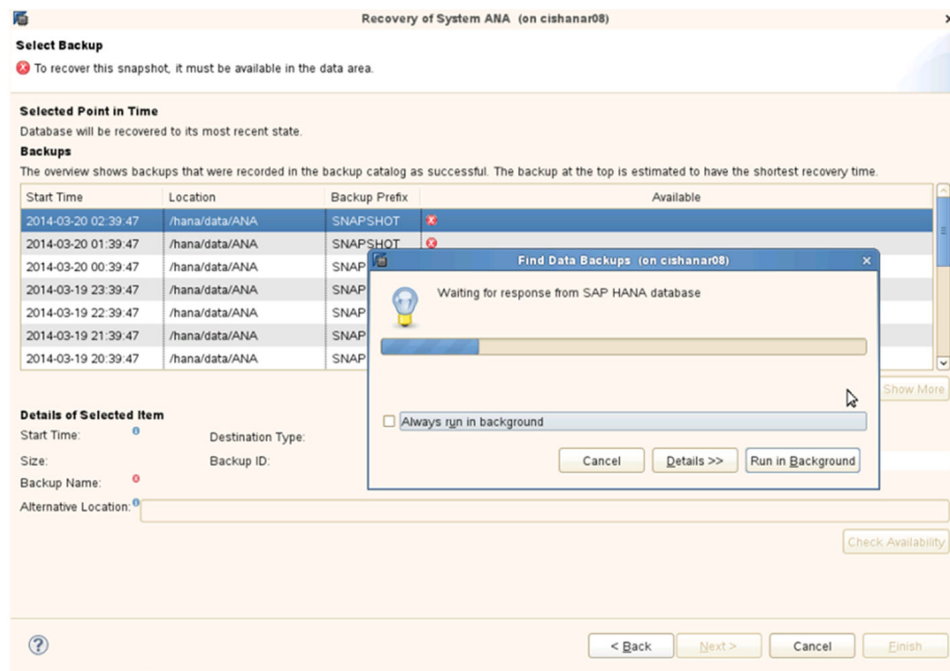 Recovery of System ANA (on cishanar08)
Select Backup
To recover this snapshot, it must be available in the data area.
Selected Point in Time
Database will be recovered to its most recent state.
Backups
The overview shows backups that were recorded in the backup catalog as successful. The backup at the top is estimated to have the shortest recovery time.
Start Time Location Backup Prefix Available
2014-03-20 02:39:47 /hana/data/ANA SNAPSHOT
2014-03-20 01:39:47 /hana/data/ANA SNAPSHOT
2014-03-20 00:39:47 /hana/data/ANA SNAP
2014-03-19 23:39:47 /hana/data/ANA SNAP
2014-03-19 22:39:47 /hana/data/ANA SNAP
2014-03-19 21:39:47 /hana/data/ANA SNAP
2014-03-19 20:39:47 /hana/data/ANA SNAP
Find Data Backups (on cishanar08)
Waiting for response from SAP HANA database
Always run in background
Cancel Details >> Run in Background
Show More
Details of Selected Item
Start Time: Destination Type:
Size: Backup ID:
Backup Name:
Alternative Location:
Check Availability
< Back Next > Cancel Finish